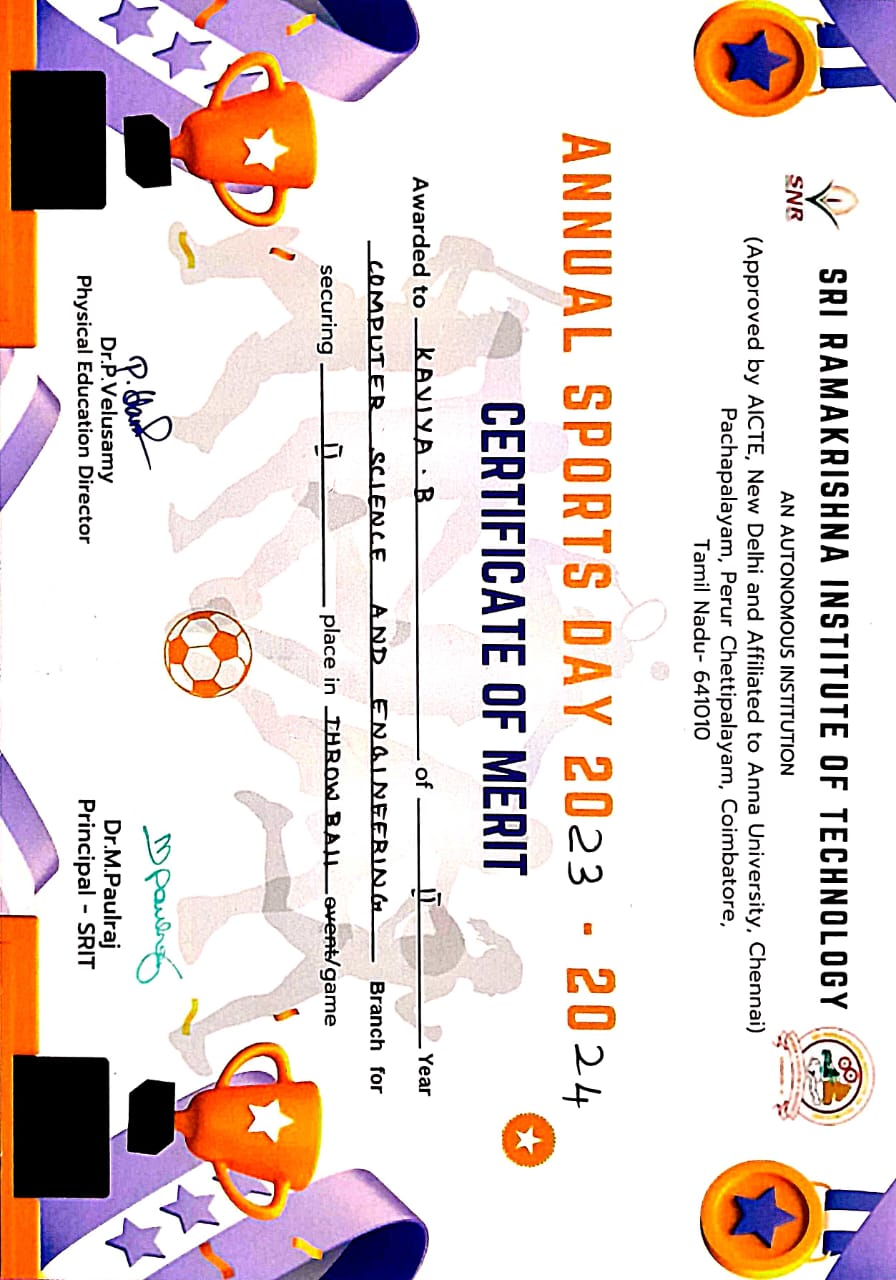 SNR
SRI RAMAKRISHNA INSTITUTE OF TECHNOLOGY
AN AUTONOMOUS INSTITUTION
(Approved by AICTE, New Delhi and Affiliated to Anna University, Chennai)
Pachapalayam, Perur Chettipalayam, Coimbatore,
Tamil Nadu- 641010
ANNUAL SPORTS DAY 2023 - 2024
CERTIFICATE OF MERIT
Awarded to KAVIYA . B of II Year
COMPUTER SCIENCE AND ENGINEERING Branch for
securing II place in THROW BALL event/game
Dr.P.Velusamy
Physical Education Director
Dr.M.Paulraj
Principal - SRIT